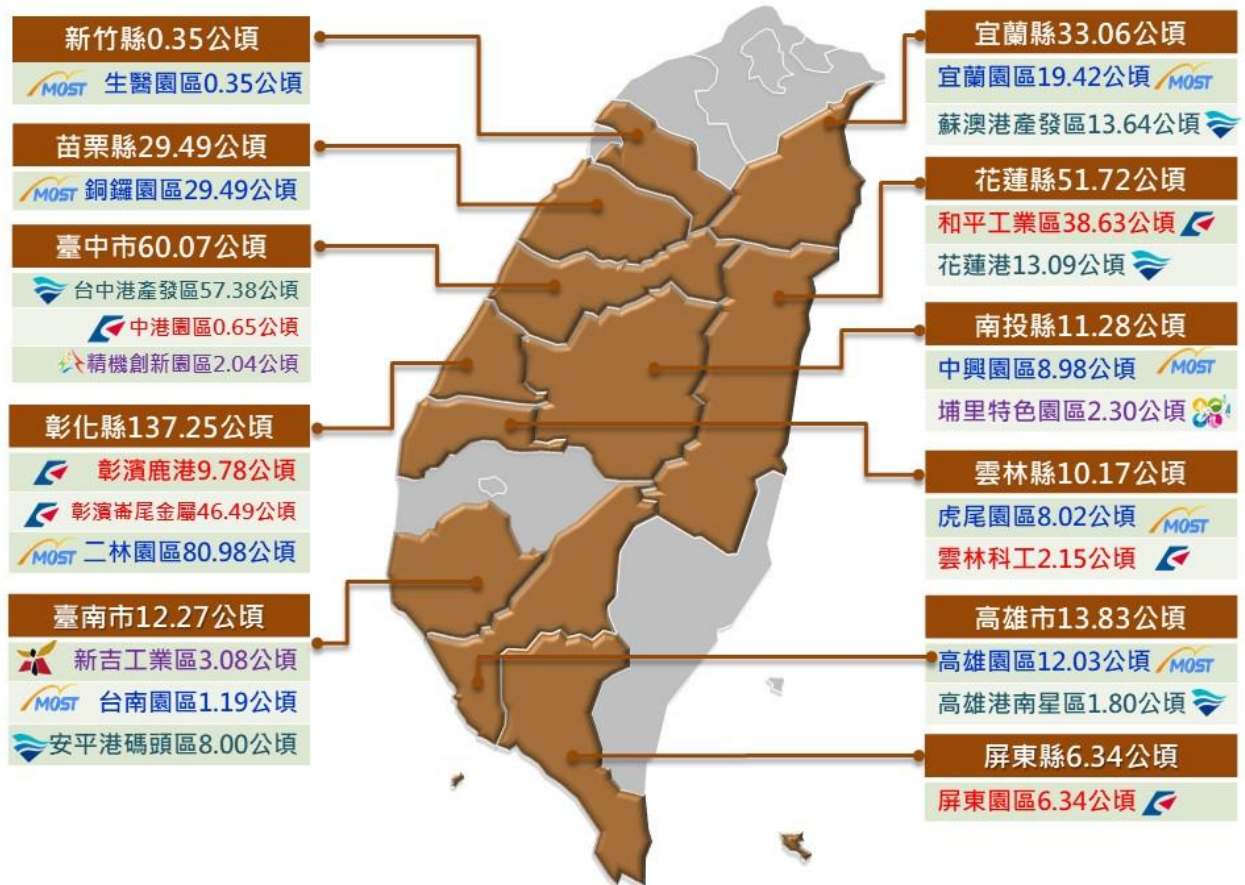 新竹縣0.35公頃
MOST 生醫園區0.35公頃
苗栗縣29.49公頃
MOST 銅鑼園區29.49公頃
臺中市60.07公頃
台中港產發區57.38公頃
中港園區0.65公頃
精機創新園區2.04公頃
彰化縣137.25公頃
彰濱鹿港9.78公頃
彰濱崙尾金屬46.49公頃
MOST 二林園區80.98公頃
臺南市12.27公頃
新吉工業區3.08公頃
MOST 台南園區1.19公頃
安平港碼頭區8.00公頃
宜蘭縣33.06公頃
宜蘭園區19.42公頃 MOST
蘇澳港產發區13.64公頃
花蓮縣51.72公頃
和平工業區38.63公頃
花蓮港13.09公頃
南投縣11.28公頃
中興園區8.98公頃 MOST
埔里特色園區2.30公頃
雲林縣10.17公頃
虎尾園區8.02公頃 MOST
雲林科工2.15公頃
高雄市13.83公頃
高雄園區12.03公頃 MOST
高雄港南星區1.80公頃
屏東縣6.34公頃
屏東園區6.34公頃